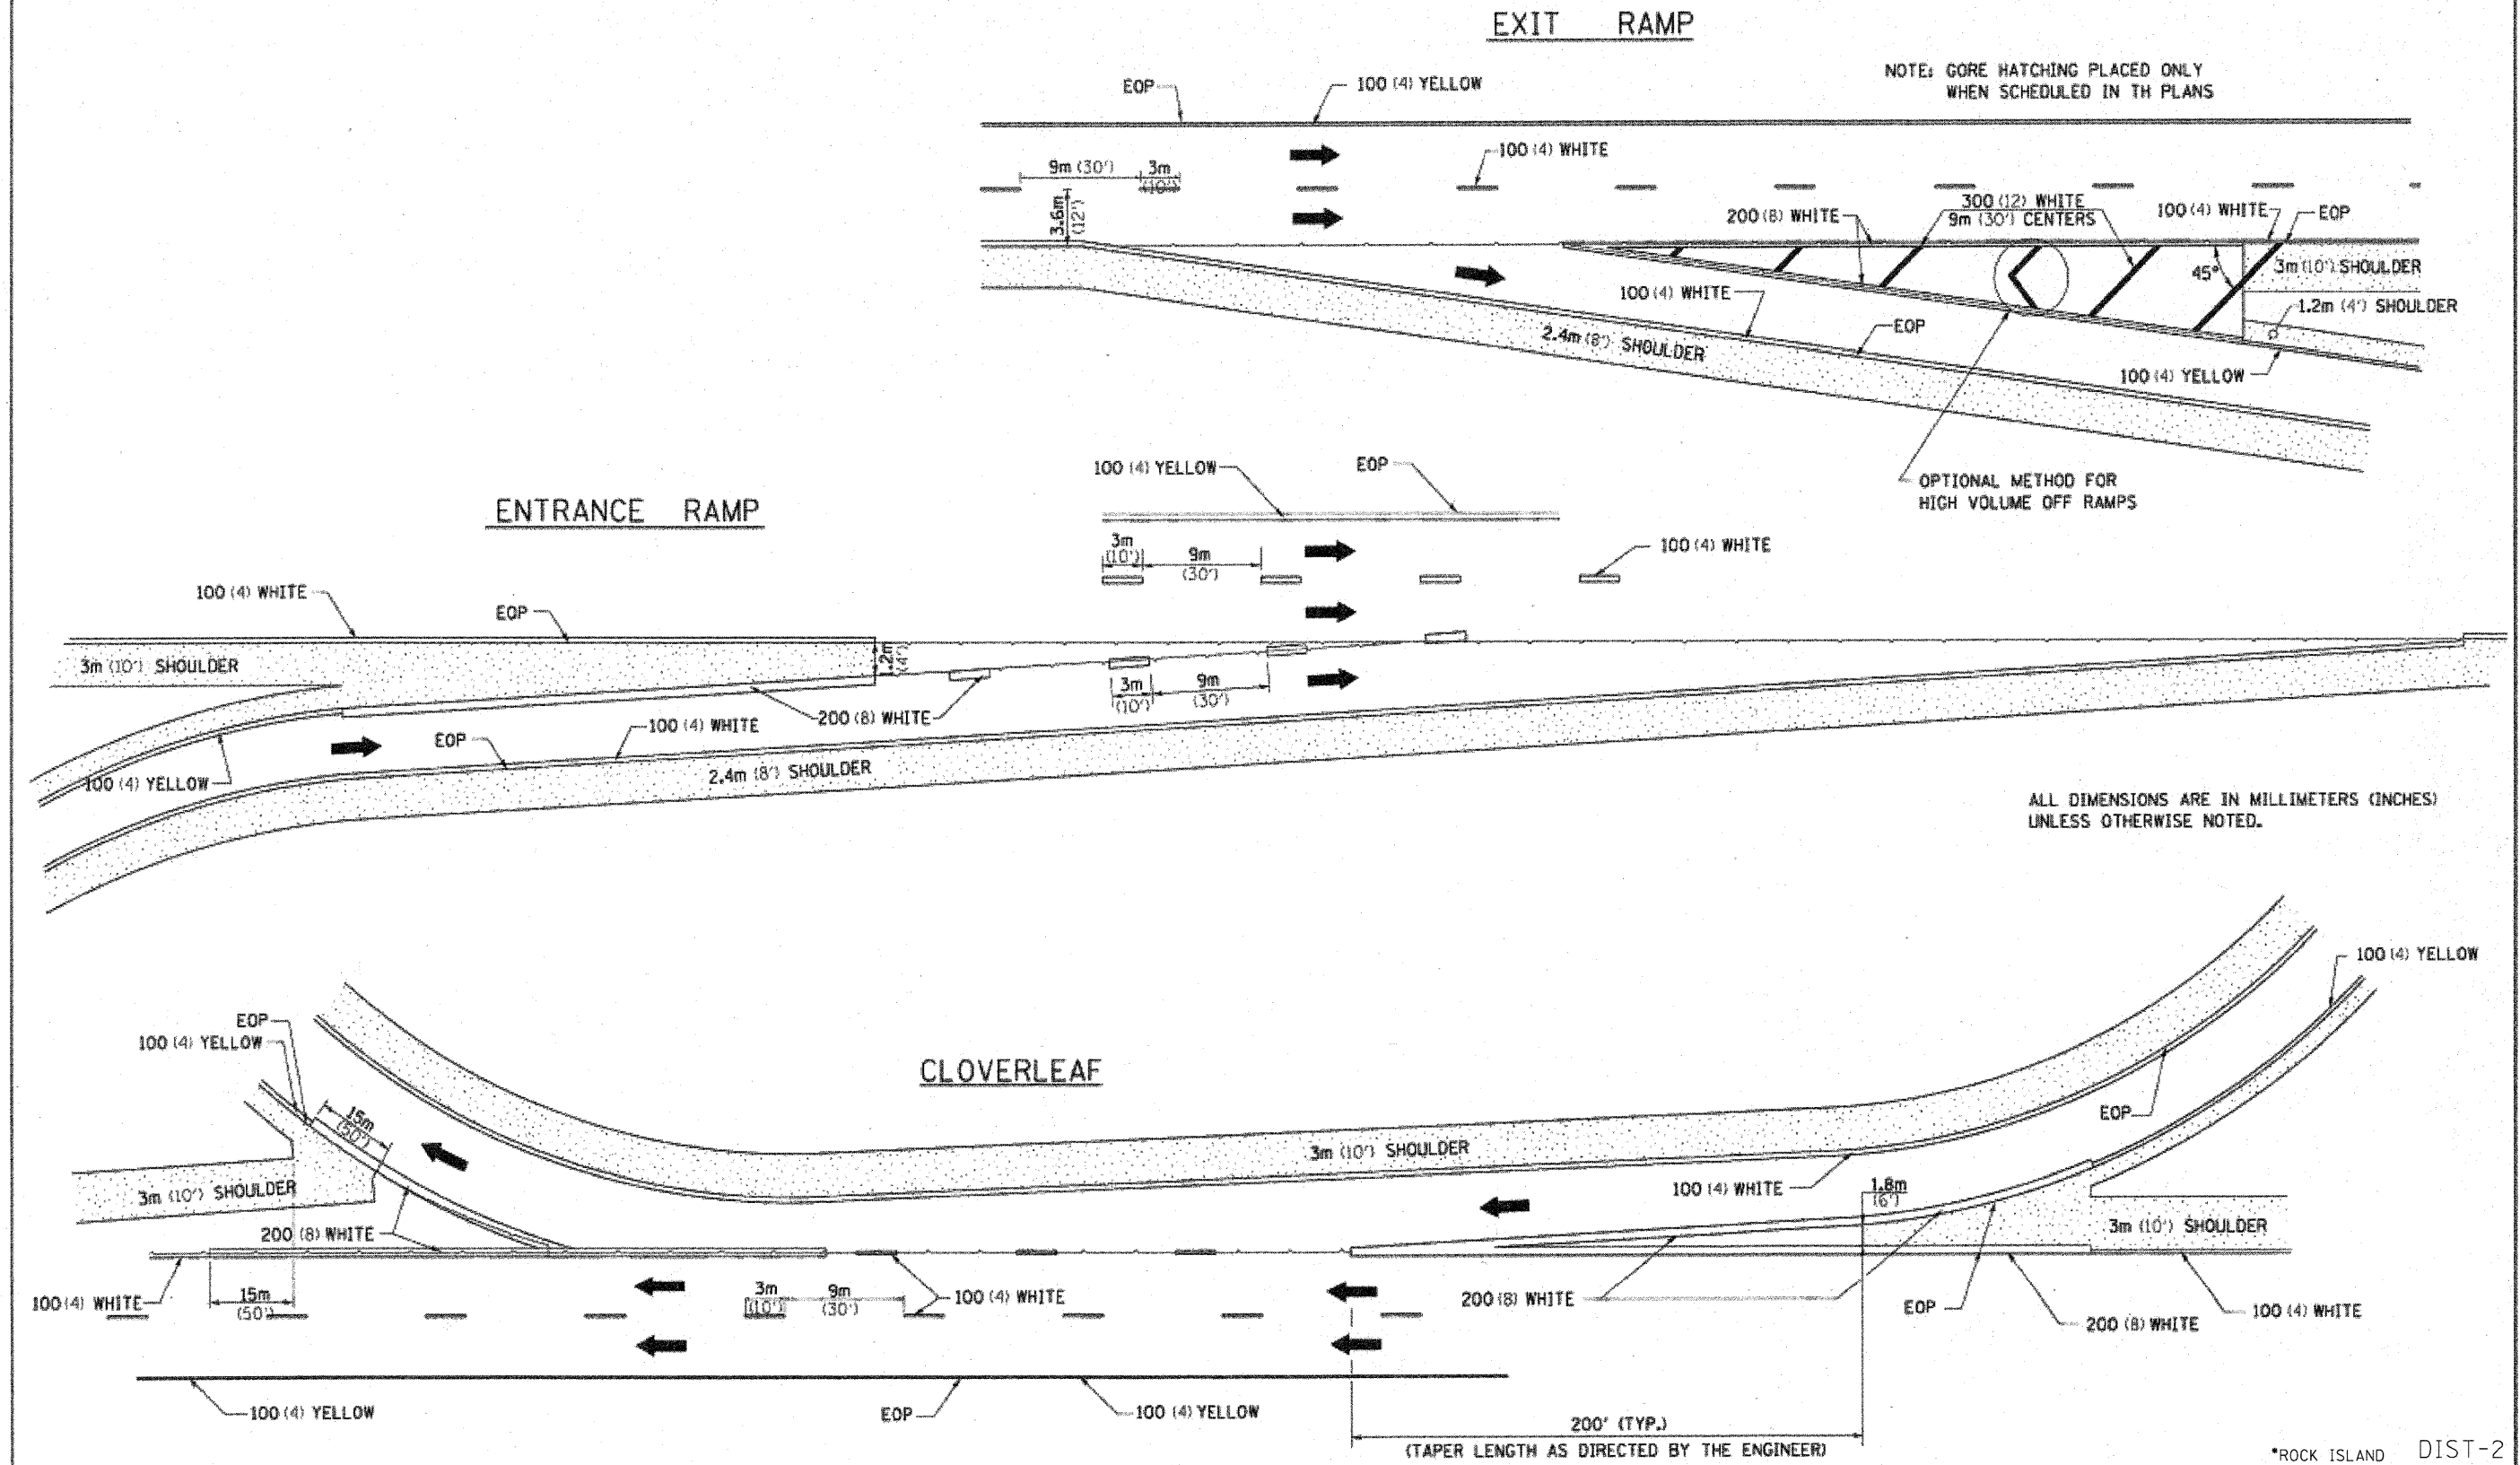 EXIT RAMP
NOTE: GORE HATCHING PLACED ONLY
WHEN SCHEDULED IN TH PLANS
EOP
100 (4) YELLOW
100 (4) WHITE
9m (30')
3m
(10')
3.6m
(12')
200 (8) WHITE
300 (12) WHITE
9m (30') CENTERS
100 (4) WHITE
EOP
45°
3m (10') SHOULDER
1.2m (4') SHOULDER
100 (4) WHITE
EOP
2.4m (8') SHOULDER
100 (4) YELLOW
OPTIONAL METHOD FOR
HIGH VOLUME OFF RAMPS
ENTRANCE RAMP
100 (4) YELLOW
EOP
3m
(10')
9m
(30')
100 (4) WHITE
100 (4) WHITE
EOP
3m (10') SHOULDER
1.2m
(4')
3m
(10')
9m
(30')
200 (8) WHITE
100 (4) WHITE
EOP
100 (4) YELLOW
2.4m (8') SHOULDER
ALL DIMENSIONS ARE IN MILLIMETERS (INCHES)
UNLESS OTHERWISE NOTED.
CLOVERLEAF
100 (4) YELLOW
EOP
100 (4) YELLOW
15m
(50')
EOP
3m (10') SHOULDER
3m (10') SHOULDER
100 (4) WHITE
1.8m
(6')
3m (10') SHOULDER
200 (8) WHITE
100 (4) WHITE
15m
(50')
3m
(10')
9m
(30')
100 (4) WHITE
200 (8) WHITE
EOP
200 (8) WHITE
100 (4) WHITE
100 (4) YELLOW
EOP
100 (4) YELLOW
200' (TYP.)
(TAPER LENGTH AS DIRECTED BY THE ENGINEER)
*ROCK ISLAND DIST-2